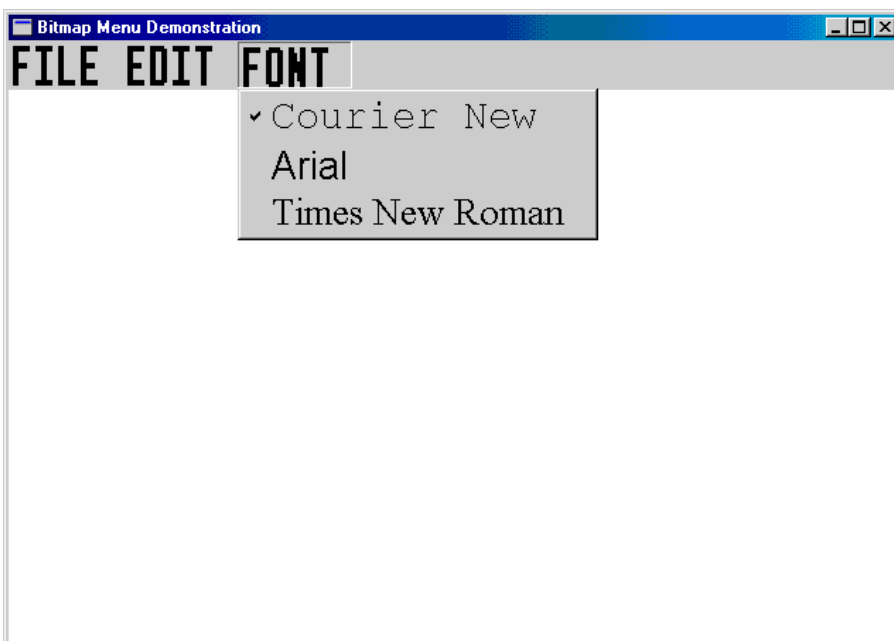 Bitmap Menu Demonstration
FILE EDIT FONT
Courier New
Arial
Times New Roman